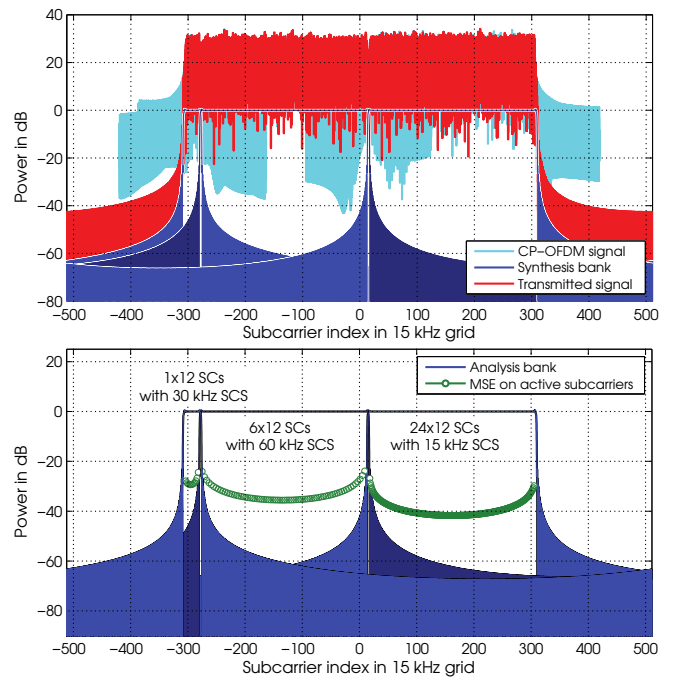 40
20
0
−20
−40
−60
−80
Power in dB
CP−OFDM signal
Synthesis bank
Transmitted signal
−500 −400 −300 −200 −100 0 100 200 300 400 500
Subcarrier index in 15 kHz grid
20
0
−20
−40
−60
−80
Power in dB
Analysis bank
MSE on active subcarriers
1x12 SCs
with 30 kHz SCS
6x12 SCs
with 60 kHz SCS
24x12 SCs
with 15 kHz SCS
−500 −400 −300 −200 −100 0 100 200 300 400 500
Subcarrier index in 15 kHz grid